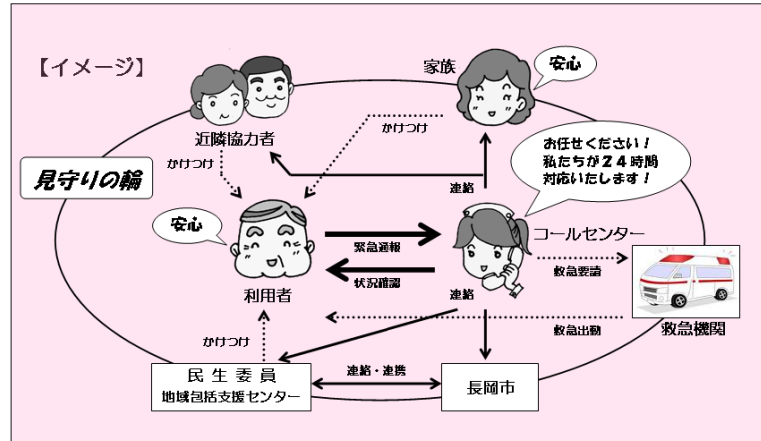 【イメージ】
家族
安心
近隣協力者
かけつけ
かけつけ
お任せください！
私たちが２４時間
対応いたします！
見守りの輪
連絡
安心
緊急通報
コールセンター
状況確認
救急要請
利用者
連絡
救急機関
救急出動
かけつけ
民生委員
地域包括支援センター
連絡・連携
長岡市